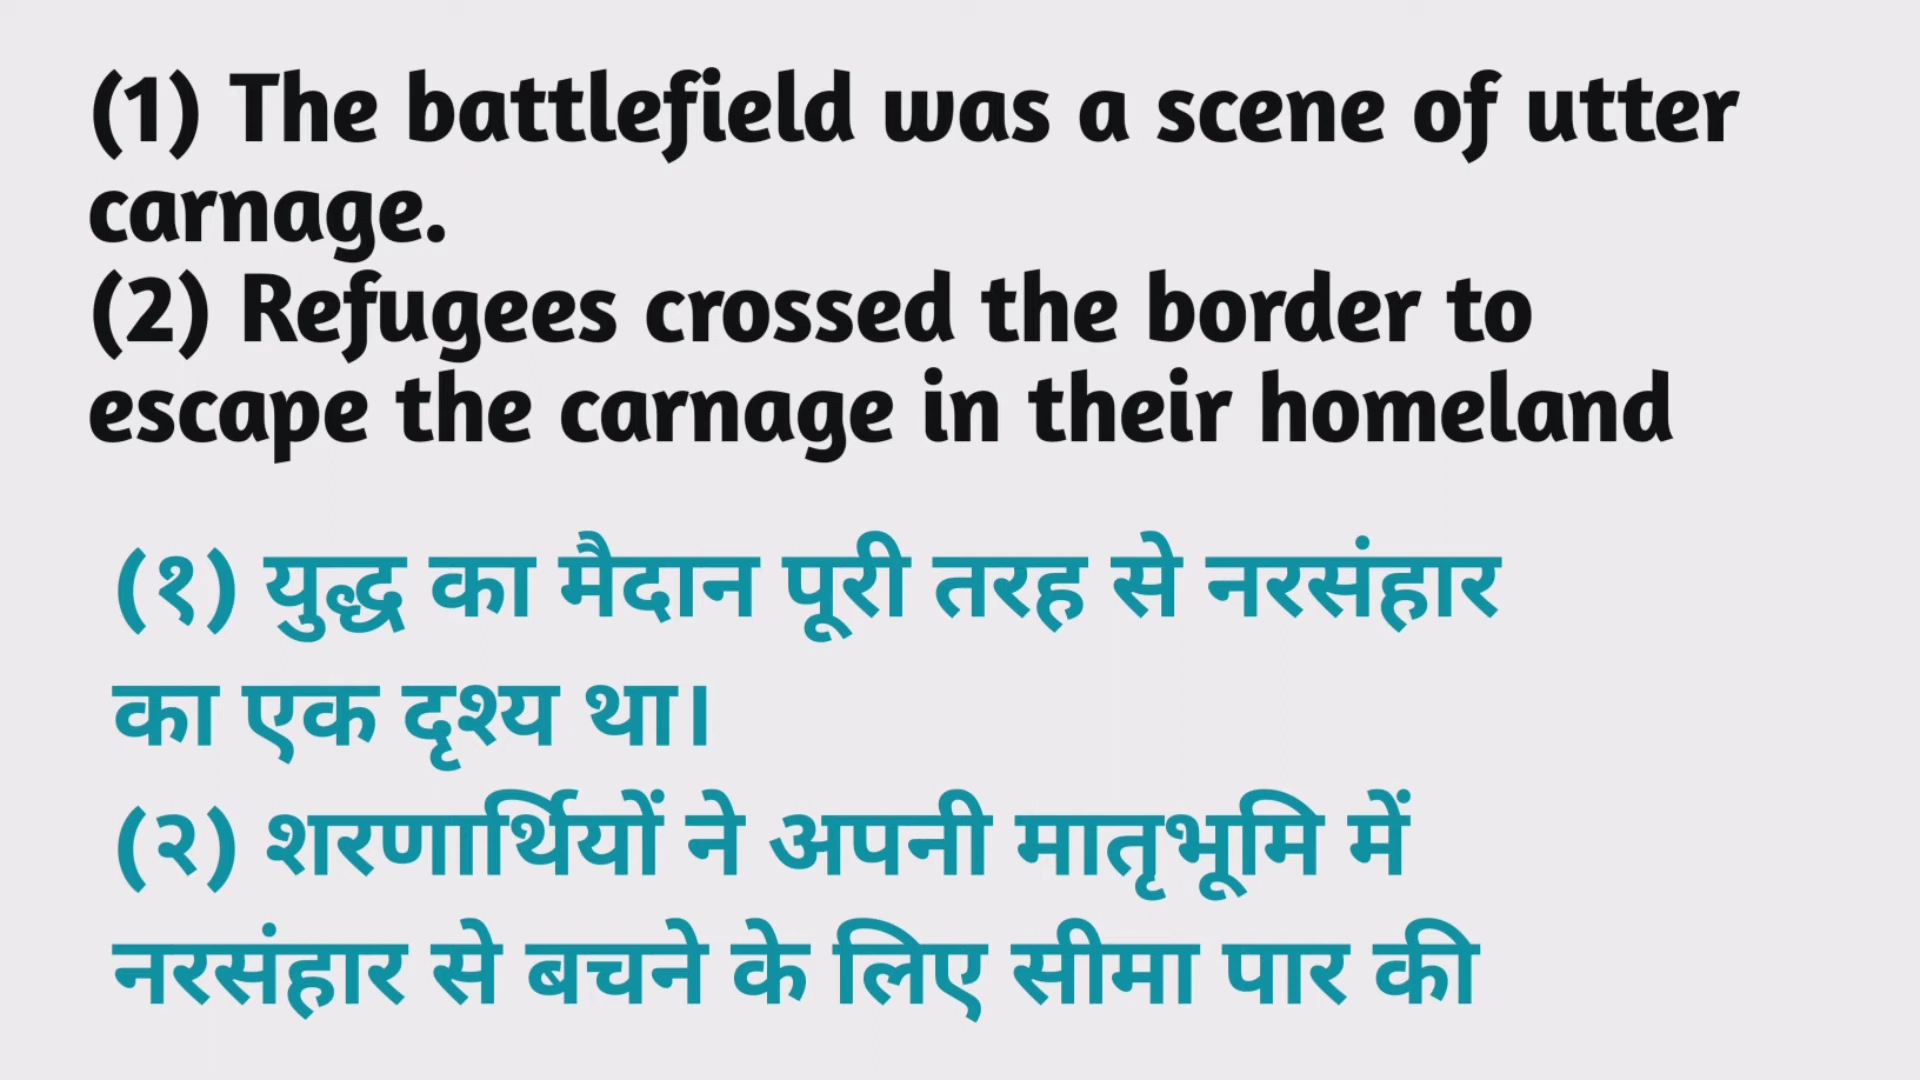 (1) The battlefield was a scene of utter
carnage.
(2) Refugees crossed the border to
escape the carnage in their homeland
(१) युद्ध का मैदान पूरी तरह से नरसंहार
का एक दृश्य था।
(२) शरणार्थियों ने अपनी मातृभूमि में
नरसंहार से बचने के लिए सीमा पार की